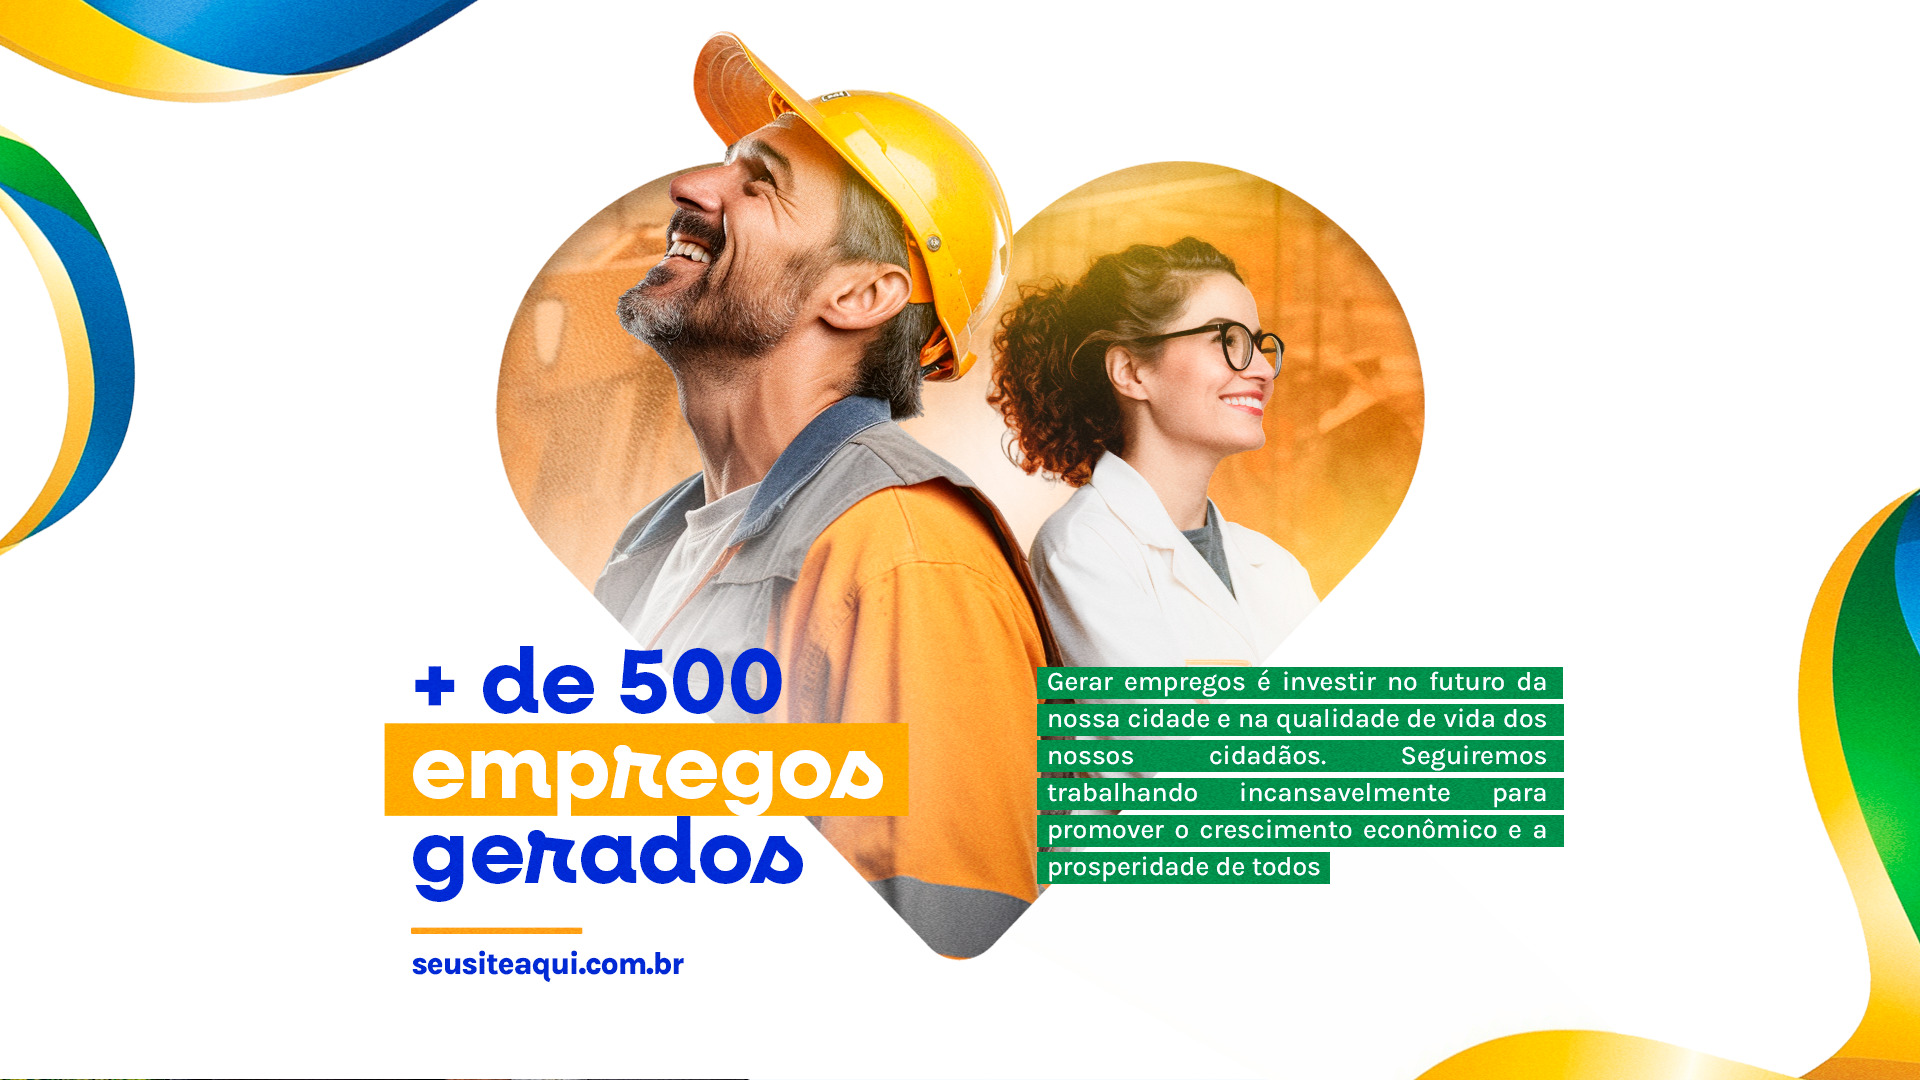 + de 500
empregos
gerados
seusiteaqui.com.br
Gerar empregos é investir no futuro da
nossa cidade e na qualidade de vida dos
nossos cidadãos. Seguiremos
trabalhando incansavelmente para
promover o crescimento econômico e a
prosperidade de todos